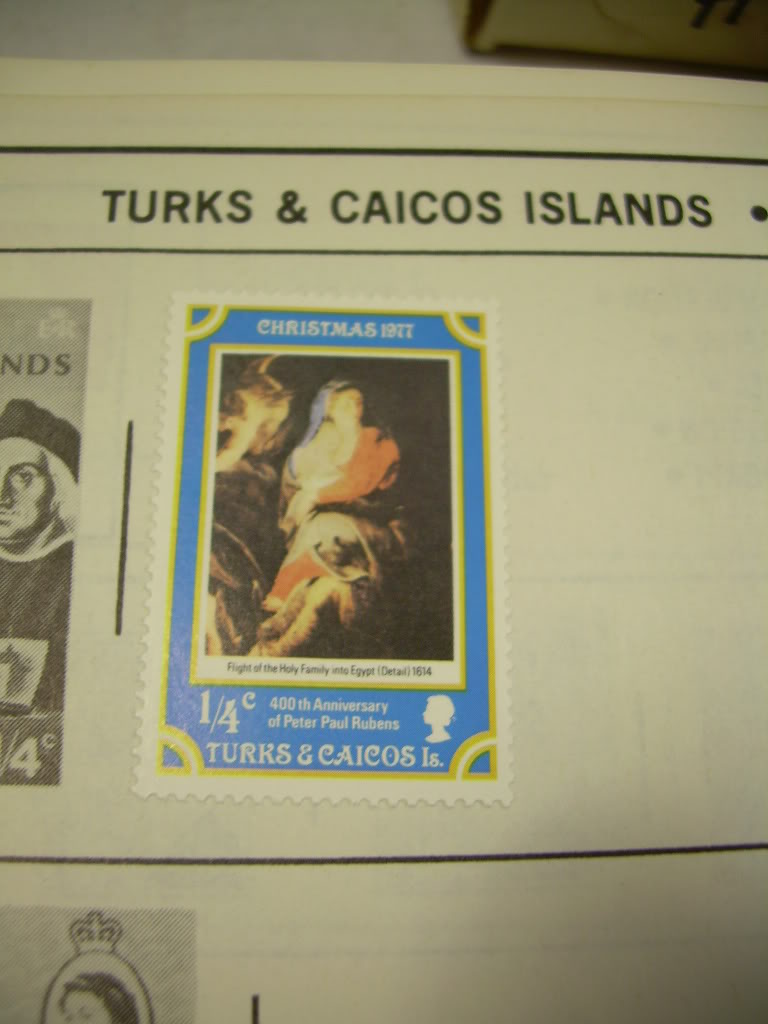 TURKS & CAICOS ISLANDS •
NDS
CHRISTMAS 1977
Flight of the Holy Family into Egypt (Detail) 1614
1/4c 400th Anniversary
of Peter Paul Rubens
TURKS & CAICOS Is.
1/4c